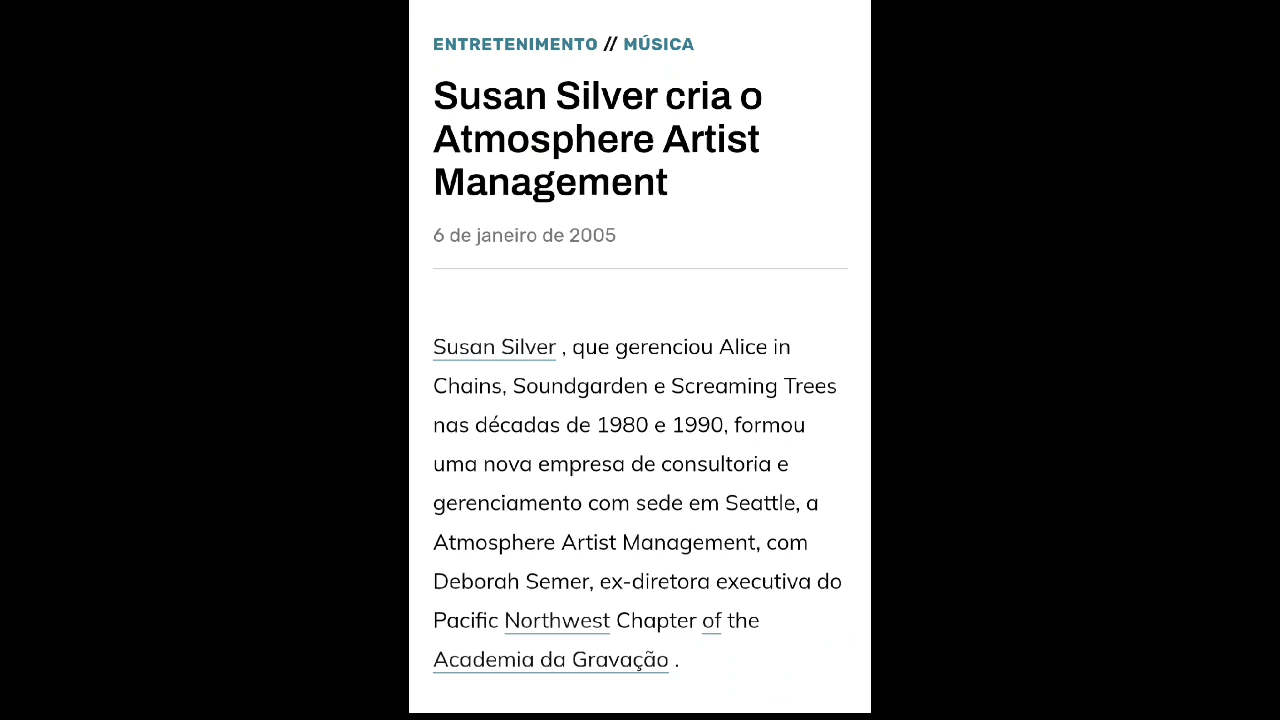 ENTRETENIMENTO // MÚSICA
Susan Silver cria o
Atmosphere Artist
Management
6 de janeiro de 2005
Susan Silver , que gerenciou Alice in
Chains, Soundgarden e Screaming Trees
nas décadas de 1980 e 1990, formou
uma nova empresa de consultoria e
gerenciamento com sede em Seattle, a
Atmosphere Artist Management, com
Deborah Semer, ex-diretora executiva do
Pacific Northwest Chapter of the
Academia da Gravação .